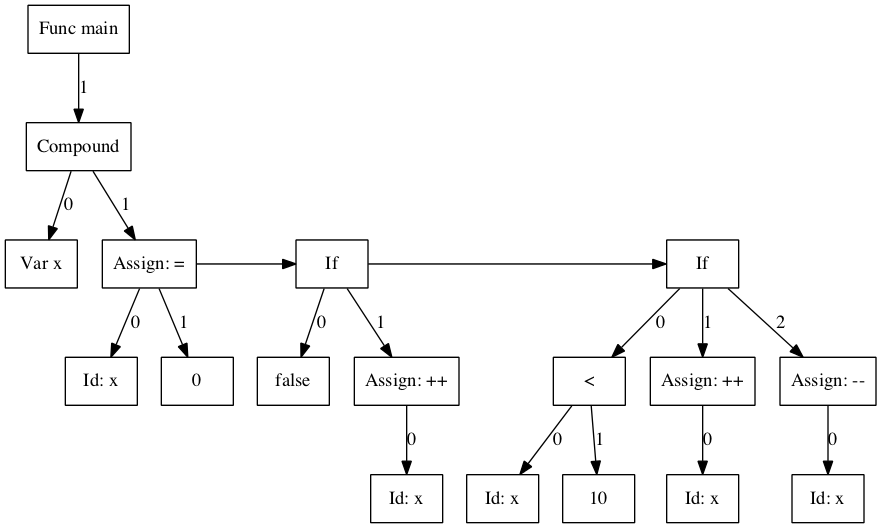 Func main
1
Compound
0 1
Var x Assign: = If If
0 1 0 1 0 1 2
Id: x 0 false Assign: ++ < Assign: ++ Assign: --
0 0 1 0 0
Id: x Id: x 10 Id: x Id: x